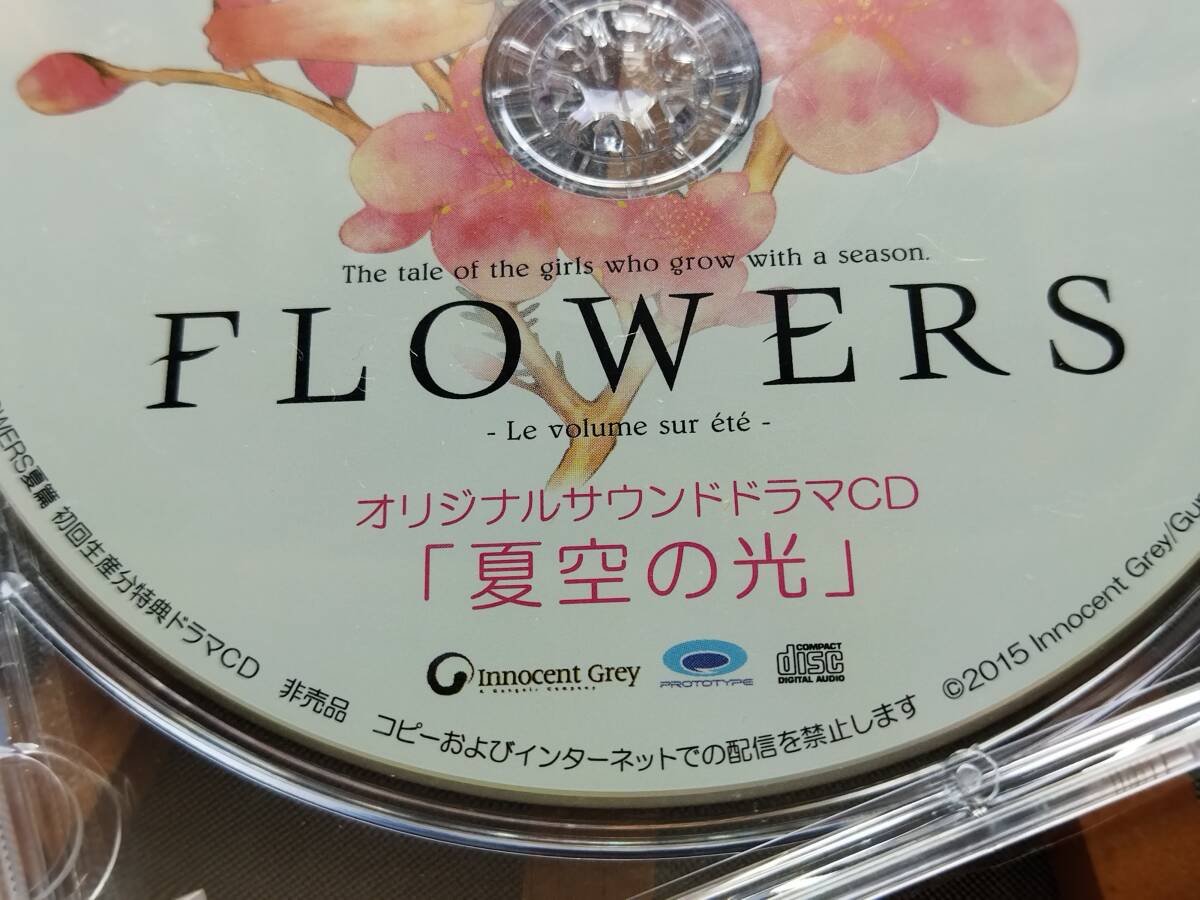 The tale of the girls who grow with a season.
FLOWERS
- Le volume sur été -
オリジナルサウンドドラマCD
「夏空の光」
Innocent Grey
PROTOTYPE
COMPACT
disc
DIGITAL AUDIO
夏篇 初回生産分特典ドラマCD 非売品 コピーおよびインターネットでの配信を禁止します ©2015 Innocent Grey/